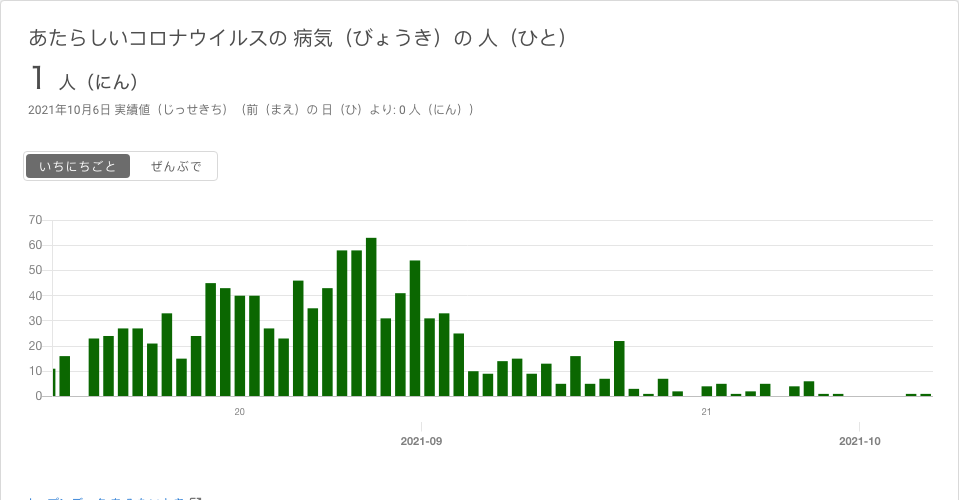 あたらしいコロナウイルスの 病気（びょうき）の 人（ひと）
1 人（にん）
2021年10月6日 実績値（じっせきち）（前（まえ）の 日（ひ）より: 0 人（にん））
いちにちごと ぜんぶで
70
60
50
40
30
20
10
0
20 21
2021-09 2021-10